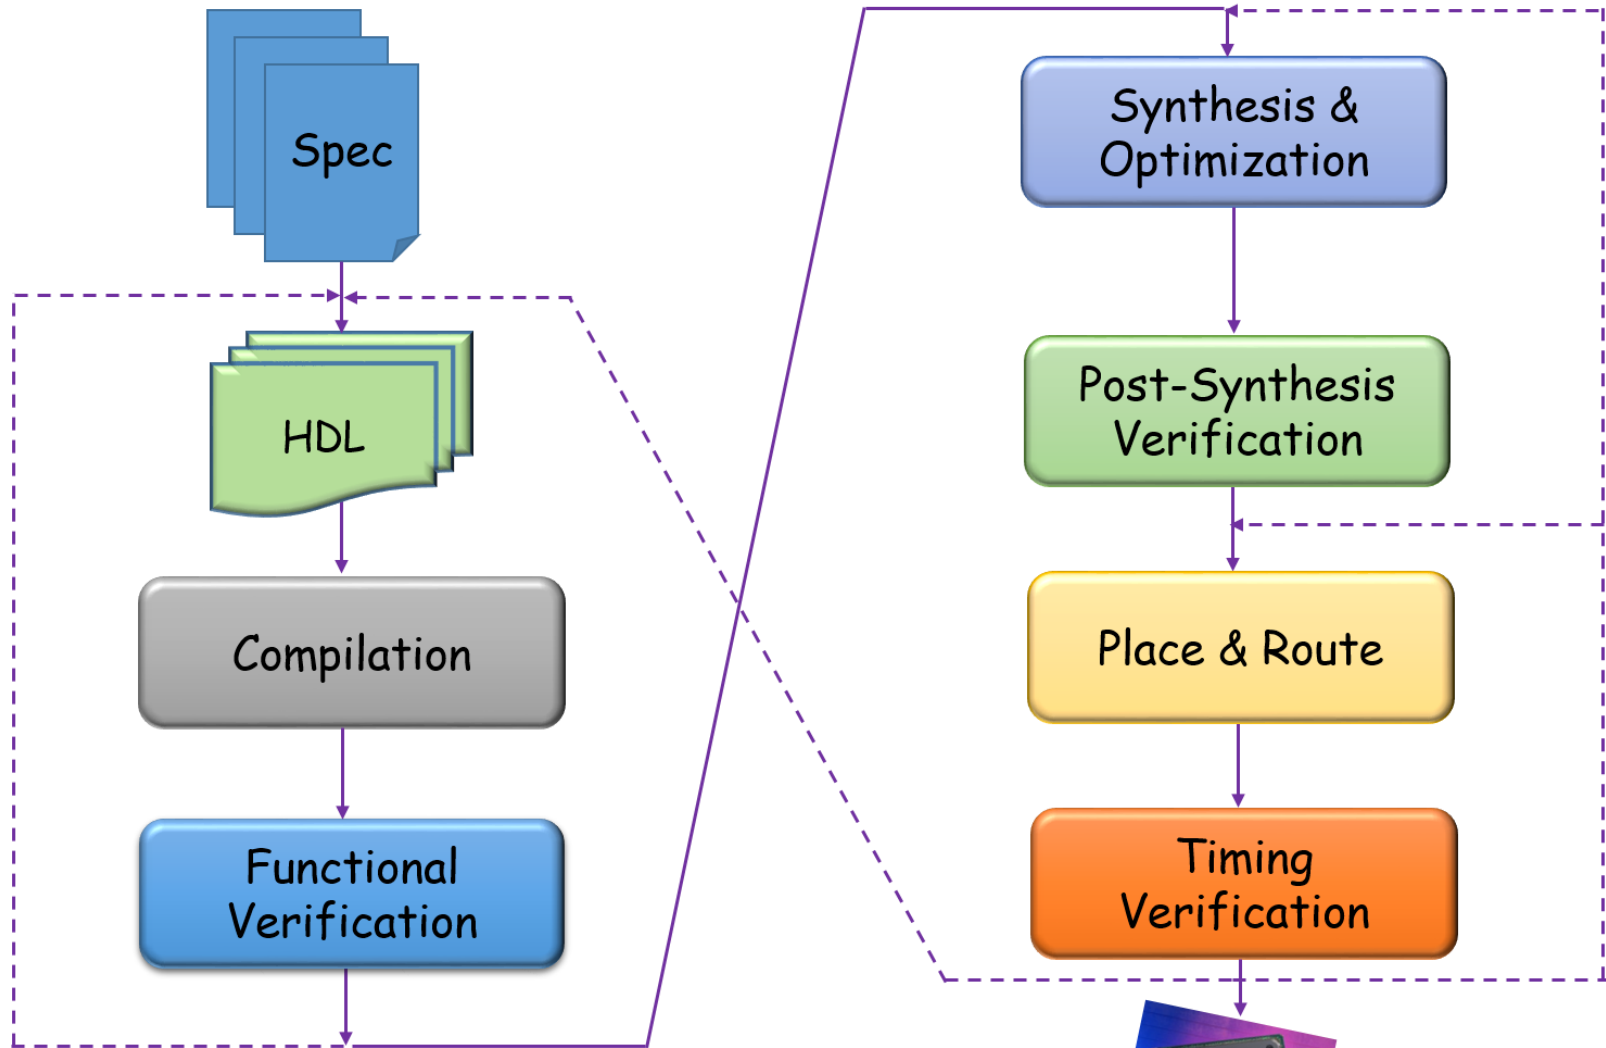 Spec
HDL
Compilation
Functional
Verification
Synthesis &
Optimization
Post-Synthesis
Verification
Place & Route
Timing
Verification